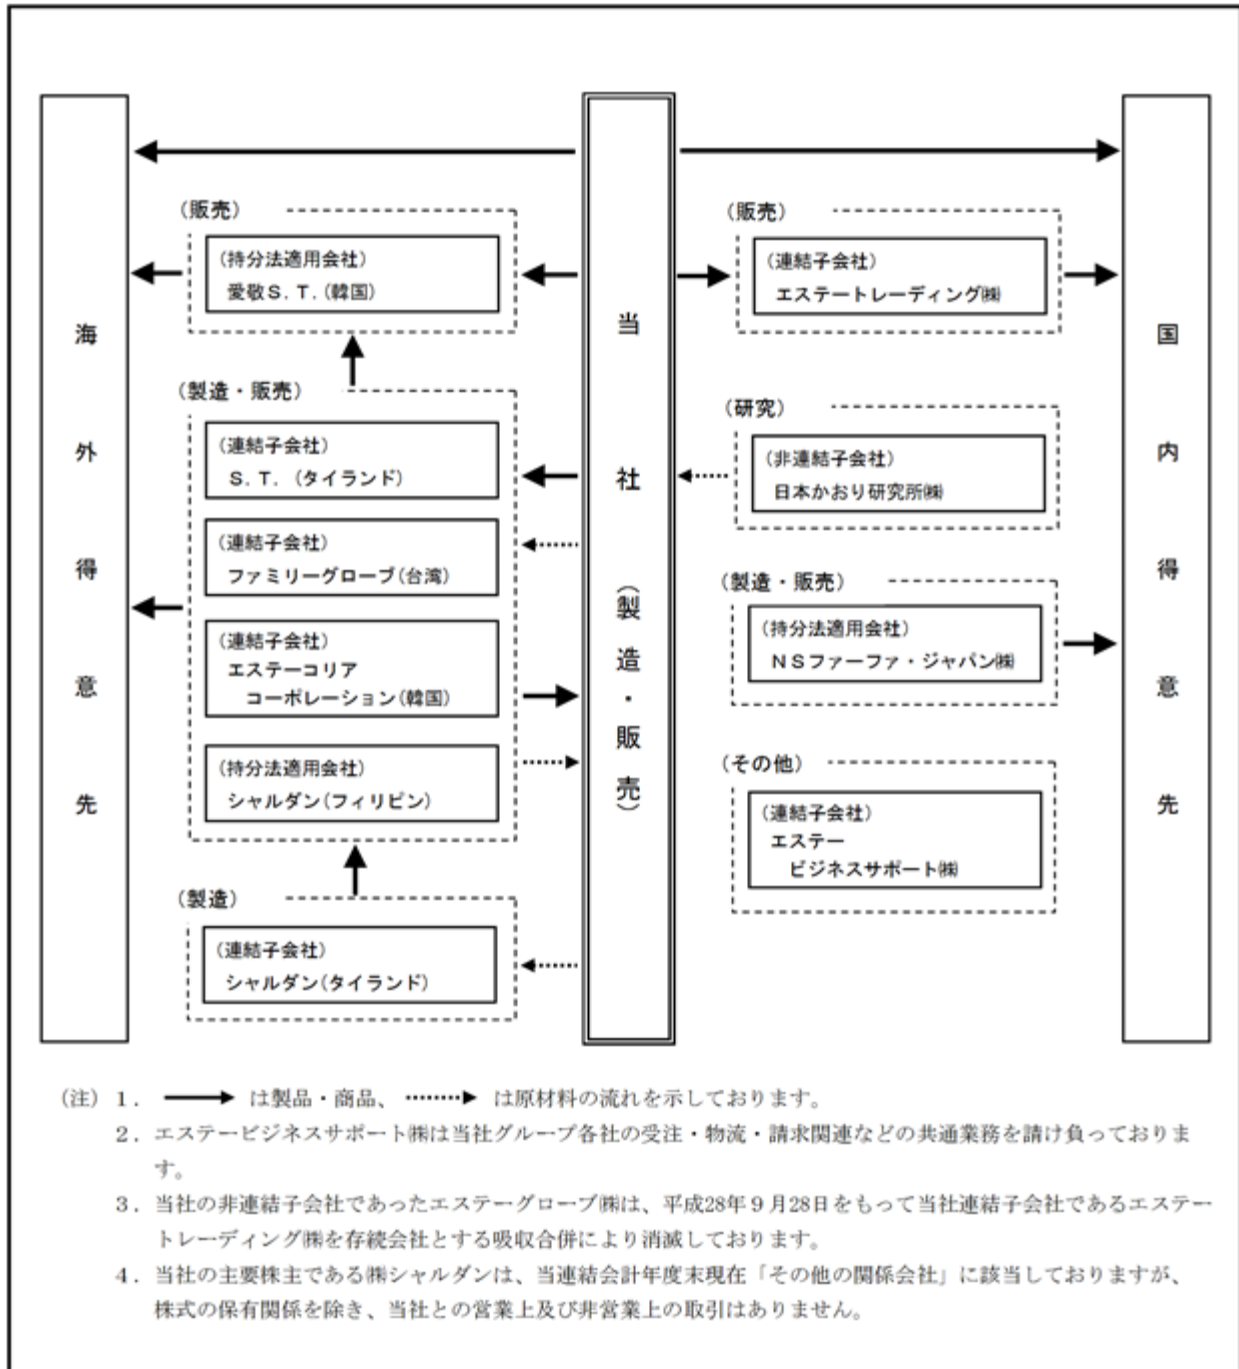 海外得意先
(販売)
(持分法適用会社)
愛敬S.T.(韓国)
(製造・販売)
(連結子会社)
S.T.(タイランド)
(連結子会社)
ファミリーグローブ(台湾)
(連結子会社)
エステーコリア
コーポレーション(韓国)
(持分法適用会社)
シャルダン(フィリピン)
(製造)
(連結子会社)
シャルダン(タイランド)
当社(製造・販売)
(販売)
(連結子会社)
エステートレーディング㈱
(研究)
(非連結子会社)
日本かおり研究所㈱
(製造・販売)
(持分法適用会社)
NSファーファ・ジャパン㈱
(その他)
(連結子会社)
エステー
ビジネスサポート㈱
国内得意先
(注)1. → は製品・商品、 ┈▶ は原材料の流れを示しております。
2.エステービジネスサポート㈱は当社グループ各社の受注・物流・請求関連などの共通業務を請け負っておりま
す。
3.当社の非連結子会社であったエステーグローブ㈱は、平成28年9月28日をもって当社連結子会社であるエステー
トレーディング㈱を存続会社とする吸収合併により消滅しております。
4.当社の主要株主である㈱シャルダンは、当連結会計年度末現在「その他の関係会社」に該当しておりますが、
株式の保有関係を除き、当社との営業上及び非営業上の取引はありません。